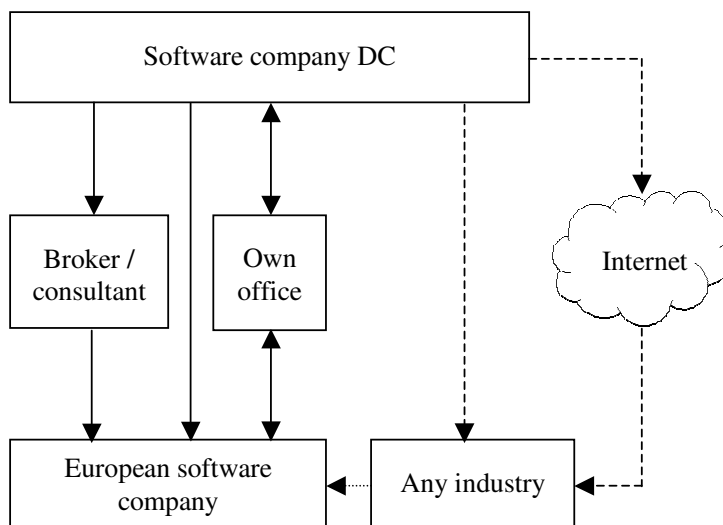 Software company DC
Broker /
consultant
Own
office
Internet
European software
company
Any industry